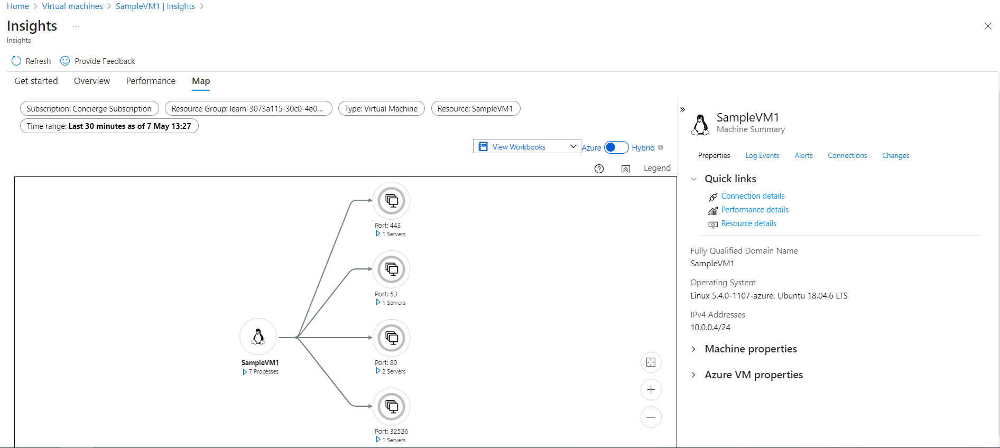 Home > Virtual machines > SampleVM1 | Insights >
Insights ...
Insights
Refresh Provide Feedback
Get started Overview Performance Map
Subscription: Concierge Subscription Resource Group: learn-3073a115-30c0-4e0... Type: Virtual Machine Resource: SampleVM1
Time range: Last 30 minutes as of 7 May 13:27
View Workbooks Azure Hybrid
Legend
Port: 443
1 Servers
Port: 53
1 Servers
SampleVM1
7 Processes
Port: 80
2 Servers
Port: 32526
1 Servers
SampleVM1
Machine Summary
Properties Log Events Alerts Connections Changes
Quick links
Connection details
Performance details
Resource details
Fully Qualified Domain Name
SampleVM1
Operating System
Linux 5.4.0-1107-azure, Ubuntu 18.04.6 LTS
IPv4 Addresses
10.0.0.4/24
Machine properties
Azure VM properties